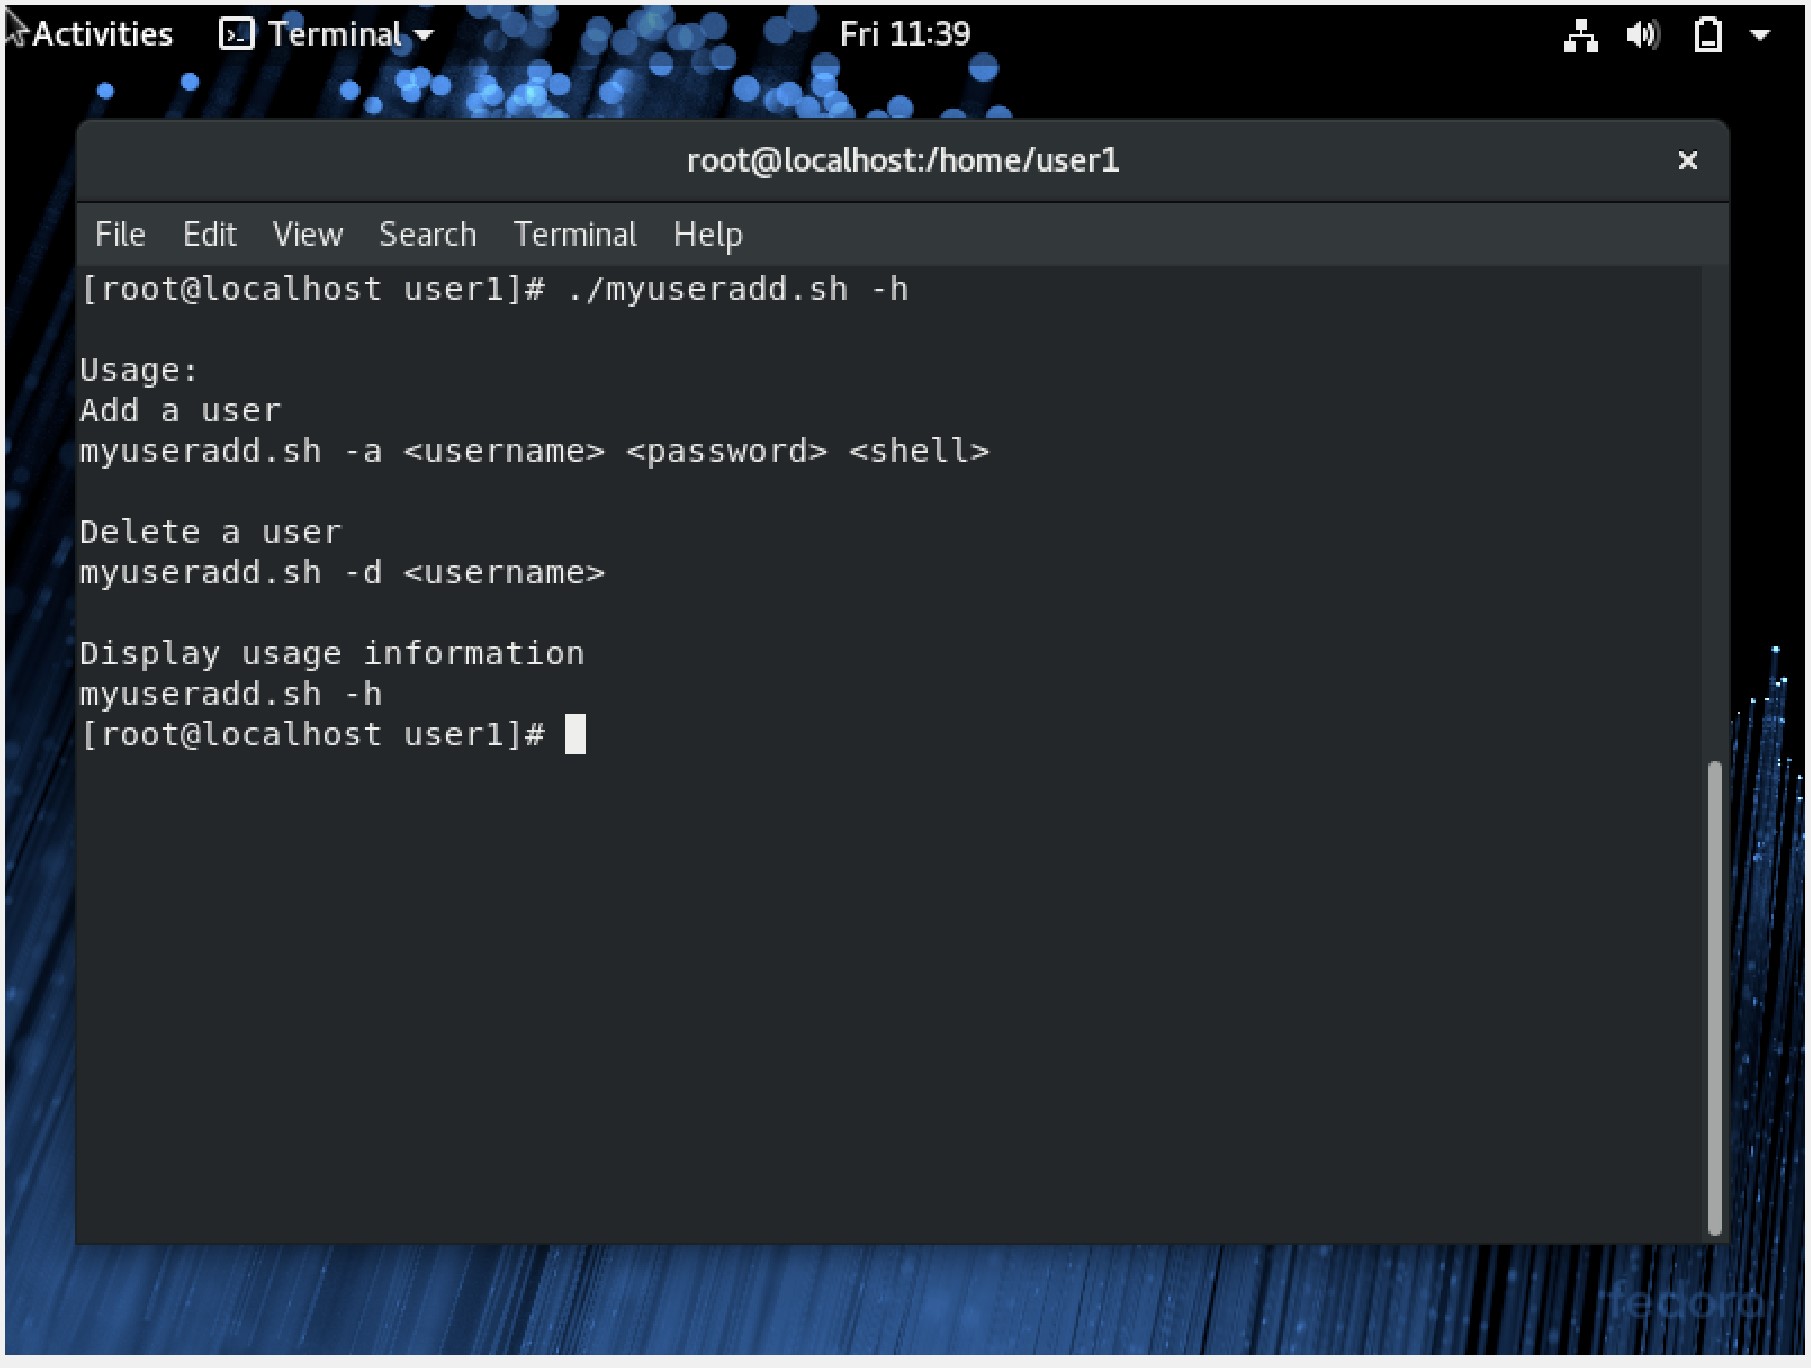 Activities Terminal Fri 11:39
root@localhost:/home/user1
File Edit View Search Terminal Help
[root@localhost user1]# ./myuseradd.sh -h
Usage:
Add a user
myuseradd.sh -a <username> <password> <shell>
Delete a user
myuseradd.sh -d <username>
Display usage information
myuseradd.sh -h
[root@localhost user1]#
fedora